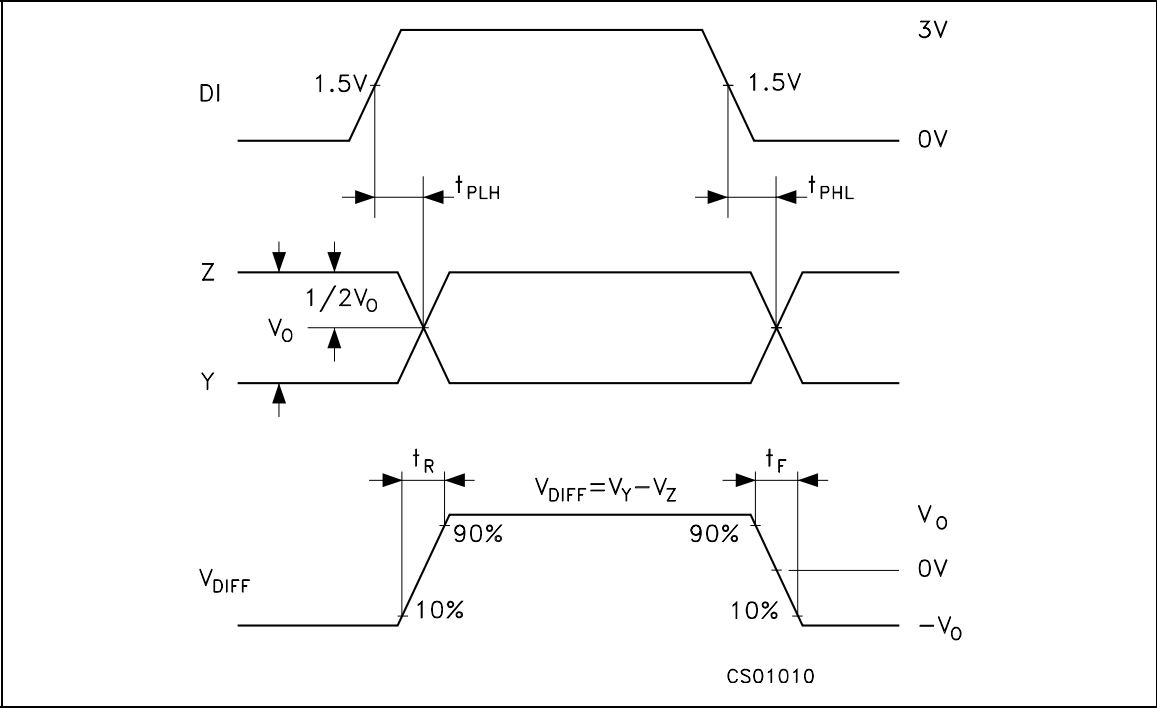 3V
1.5V
1.5V
DI
0V
tPLH
tPHL
Z
1/2VO
VO
Y
tR
tF
VDIFF=VY−VZ
VO
90%
90%
0V
VDIFF
10%
10%
−VO
CS01010